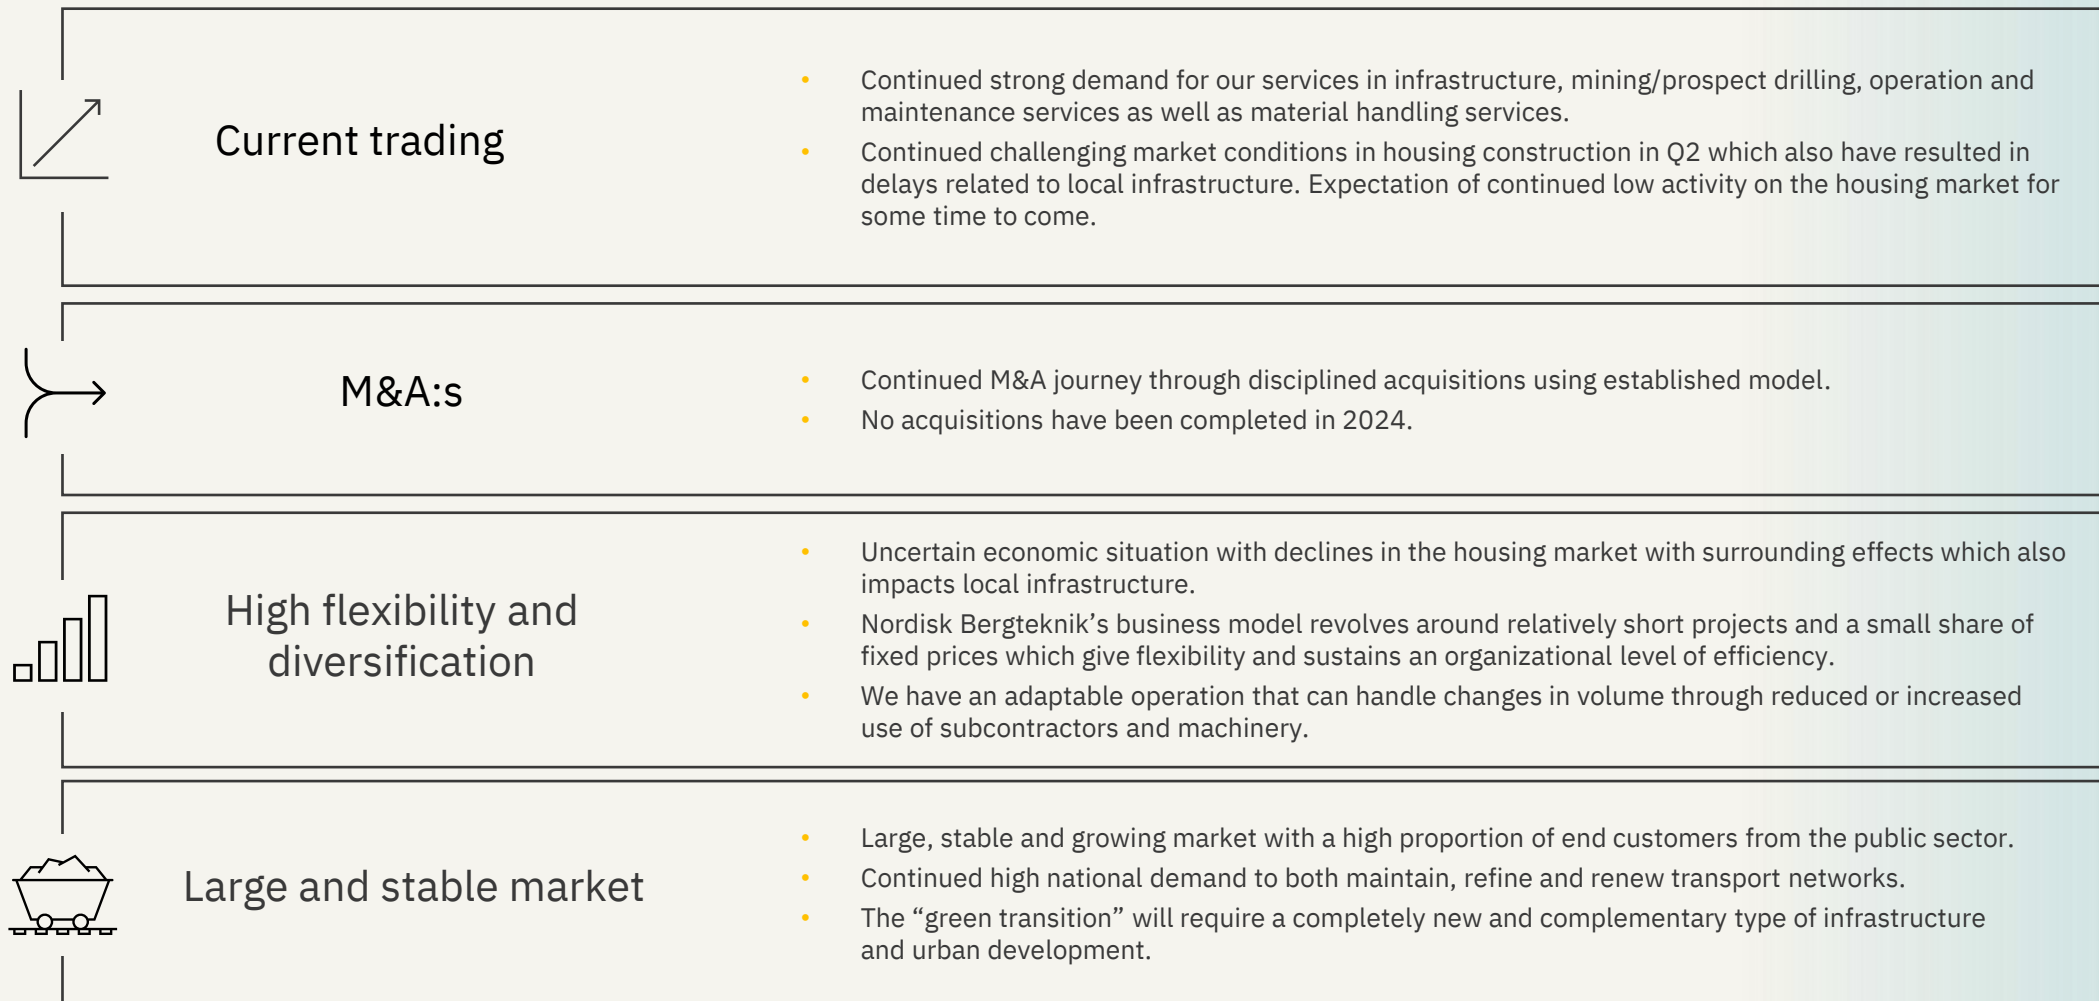 Current trading
• Continued strong demand for our services in infrastructure, mining/prospect drilling, operation and
maintenance services as well as material handling services.
• Continued challenging market conditions in housing construction in Q2 which also have resulted in
delays related to local infrastructure. Expectation of continued low activity on the housing market for
some time to come.
M&A:s
• Continued M&A journey through disciplined acquisitions using established model.
• No acquisitions have been completed in 2024.
High flexibility and
diversification
• Uncertain economic situation with declines in the housing market with surrounding effects which also
impacts local infrastructure.
• Nordisk Bergteknik’s business model revolves around relatively short projects and a small share of
fixed prices which give flexibility and sustains an organizational level of efficiency.
• We have an adaptable operation that can handle changes in volume through reduced or increased
use of subcontractors and machinery.
Large and stable market
• Large, stable and growing market with a high proportion of end customers from the public sector.
• Continued high national demand to both maintain, refine and renew transport networks.
• The “green transition” will require a completely new and complementary type of infrastructure
and urban development.